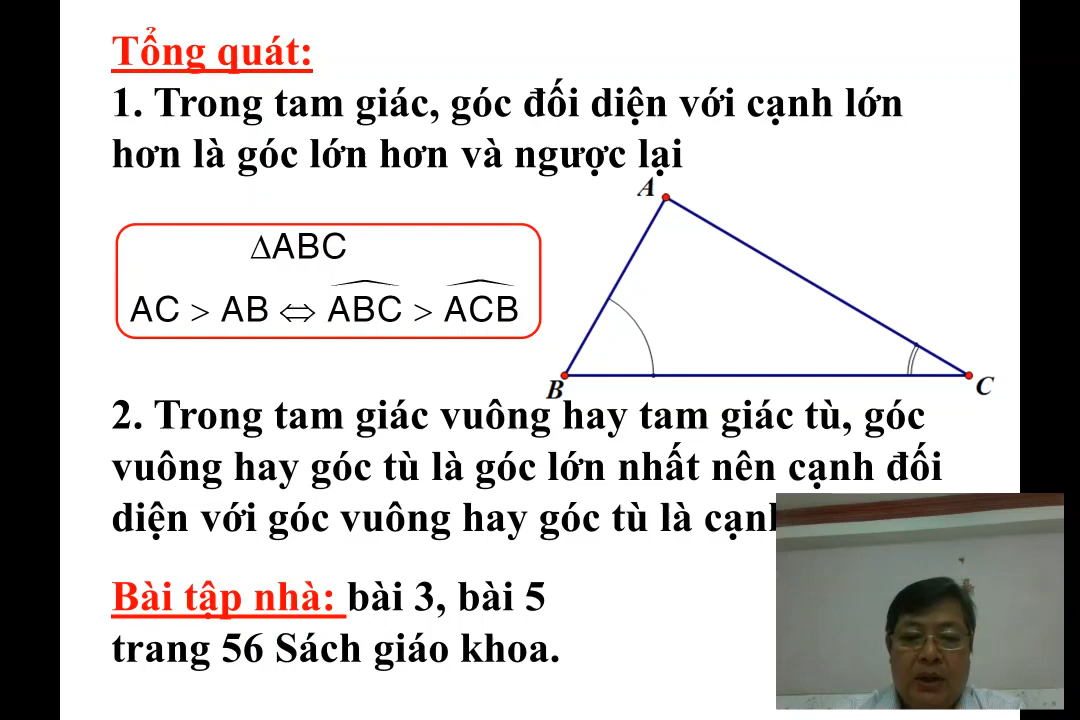 Tổng quát:
1. Trong tam giác, góc đối diện với cạnh lớn
hơn là góc lớn hơn và ngược lại
A
∆ABC
AC > AB ⇔ ABC > ACB
B
C
2. Trong tam giác vuông hay tam giác tù, góc
vuông hay góc tù là góc lớn nhất nên cạnh đối
diện với góc vuông hay góc tù là
Bài tập nhà: bài 3, bài 5
trang 56 Sách giáo khoa.